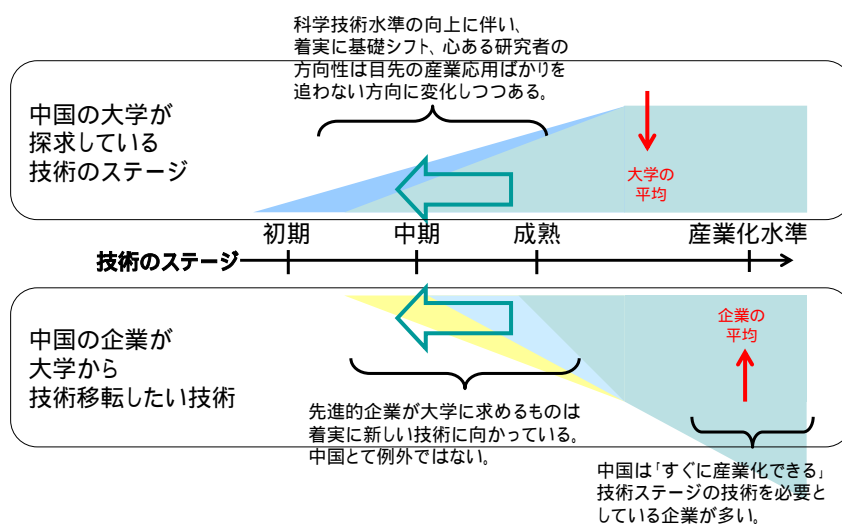 科学技術水準の向上に伴い、
着実に基礎シフト、心ある研究者の
方向性は目先の産業応用ばかりを
追わない方向に変化しつつある。
中国の大学が
探求している
技術のステージ
大学の
平均
初期
中期
成熟
産業化水準
技術のステージ
中国の企業が
大学から
技術移転したい技術
企業の
平均
先進的企業が大学に求めるものは
着実に新しい技術に向かっている。
中国とて例外ではない。
中国は「すぐに産業化できる」
技術ステージの技術を必要と
している企業が多い。